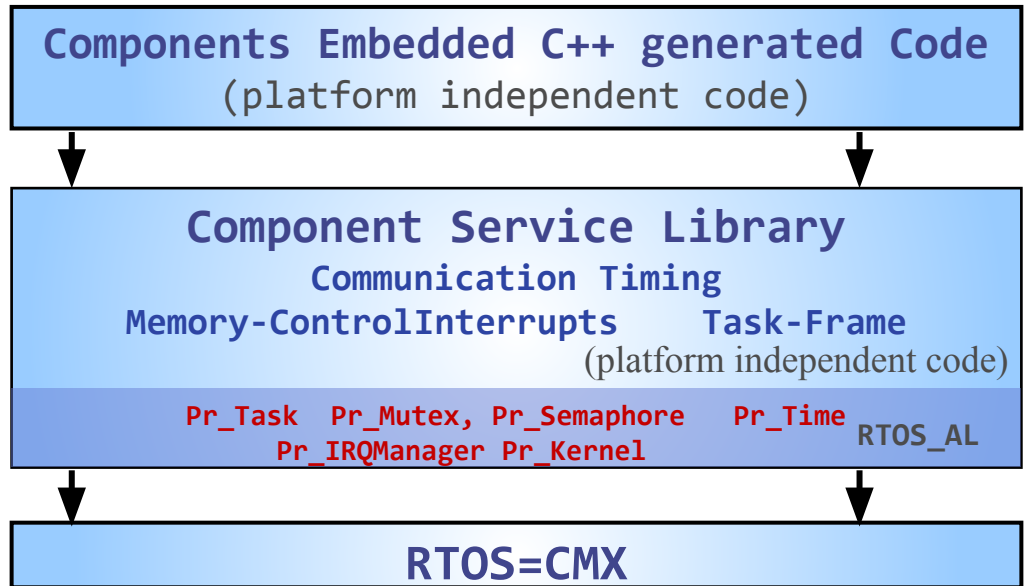 Components Embedded C++ generated Code
(platform independent code)
Component Service Library
Communication Timing
Memory-ControlInterrupts Task-Frame
(platform independent code)
Pr_Task Pr_Mutex, Pr_Semaphore Pr_Time
RTOS_AL
Pr_IRQManager Pr_Kernel
RTOS=CMX